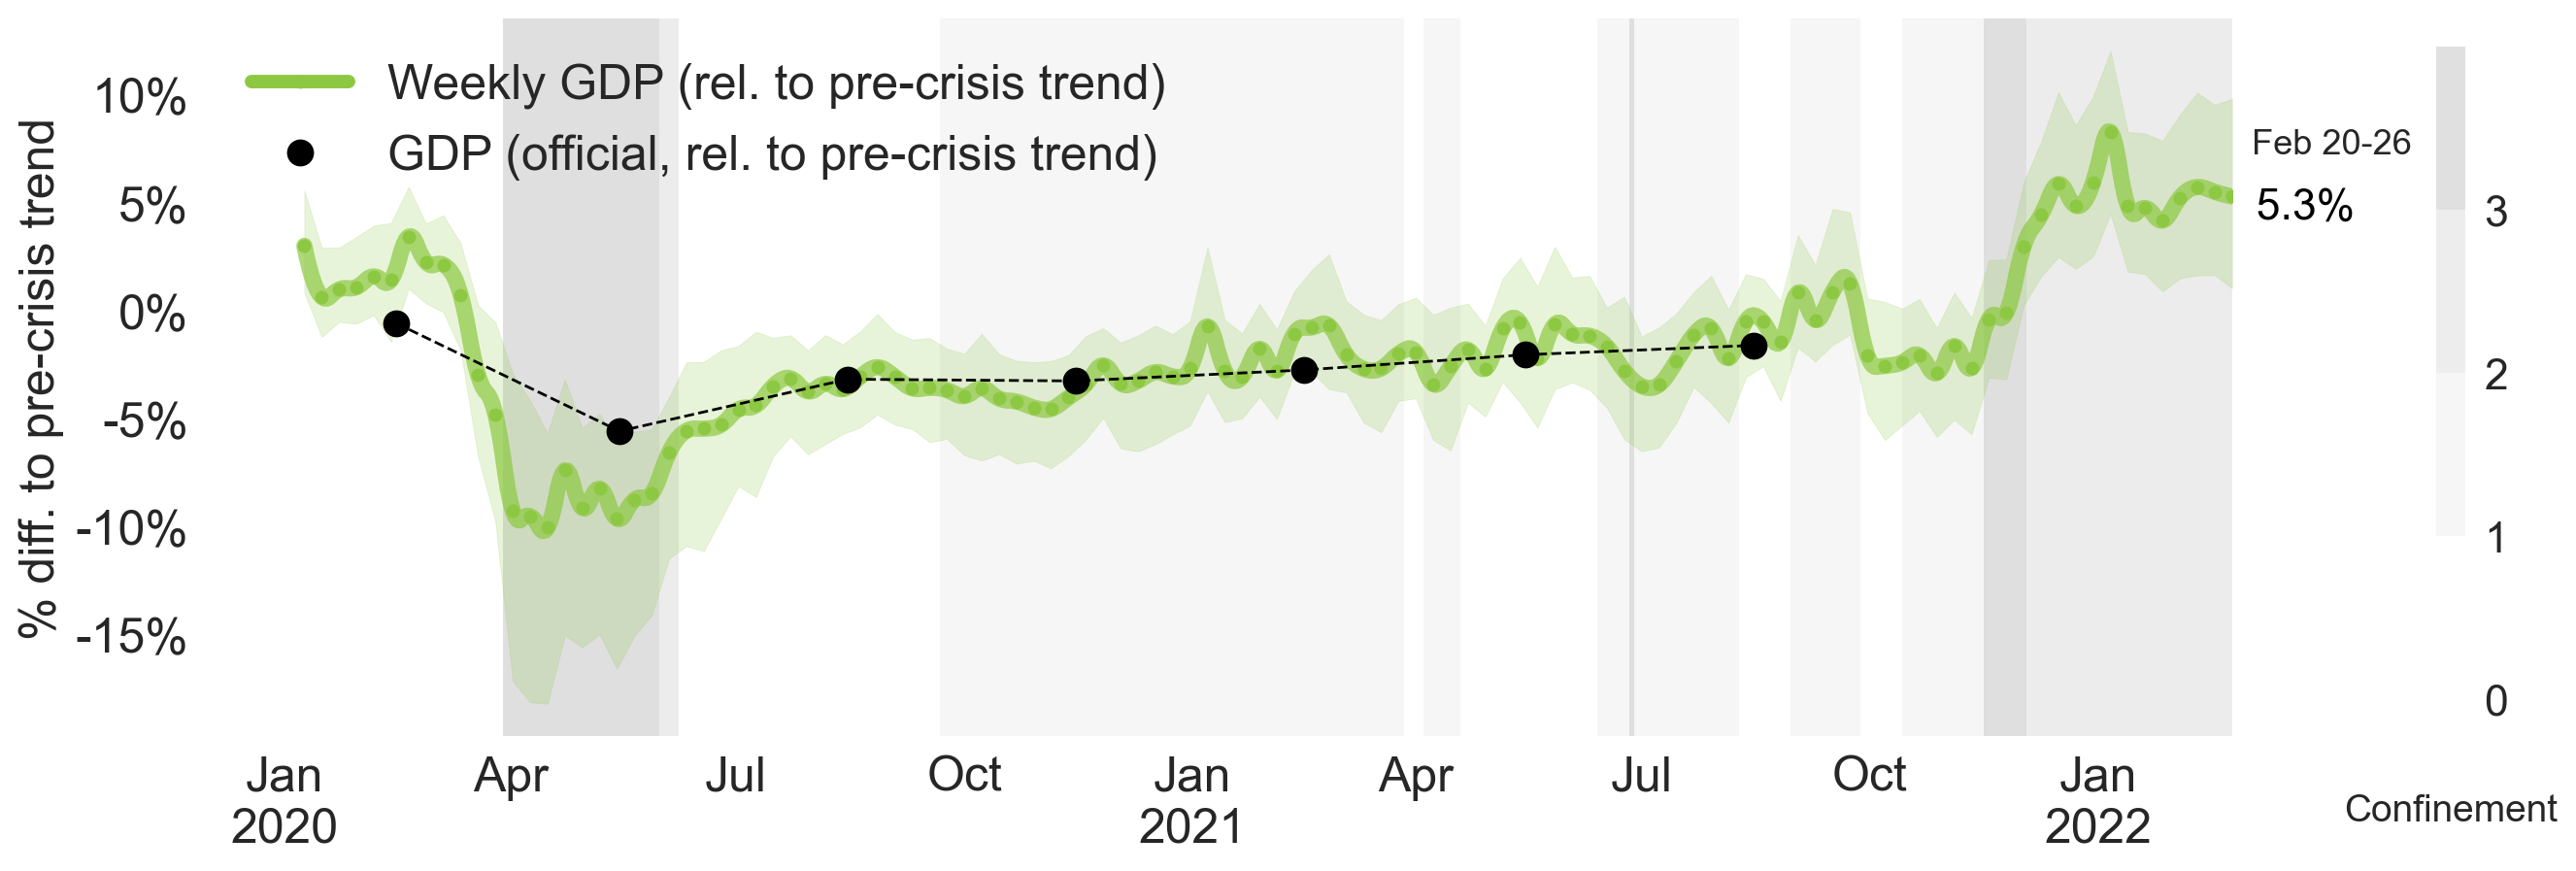 Weekly GDP (rel. to pre-crisis trend)
GDP (official, rel. to pre-crisis trend)
% diff. to pre-crisis trend
10%
5%
0%
-5%
-10%
-15%
Jan
2020
Apr
Jul
Oct
Jan
2021
Apr
Jul
Oct
Jan
2022
Feb 20-26
5.3%
3
2
1
0
Confinement